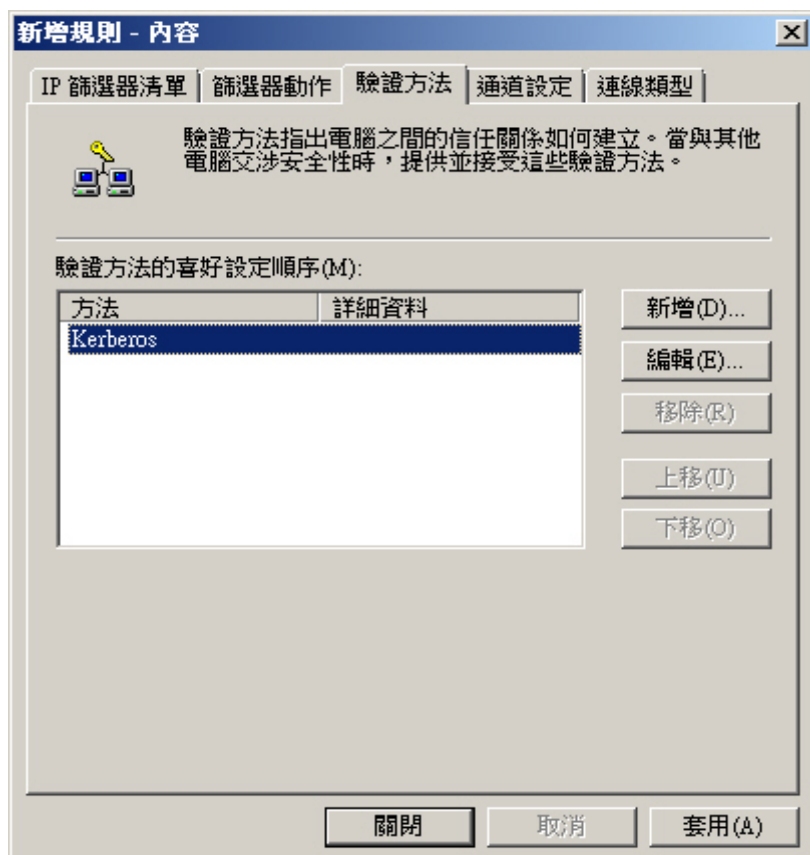 新增規則 - 內容
IP 篩選器清單 篩選器動作 驗證方法 通道設定 連線類型
驗證方法指出電腦之間的信任關係如何建立。當與其他
電腦交涉安全性時，提供並接受這些驗證方法。
驗證方法的喜好設定順序(M):
方法 詳細資料
Kerberos
新增(D)...
編輯(E)...
移除(R)
上移(U)
下移(O)
關閉 取消 套用(A)